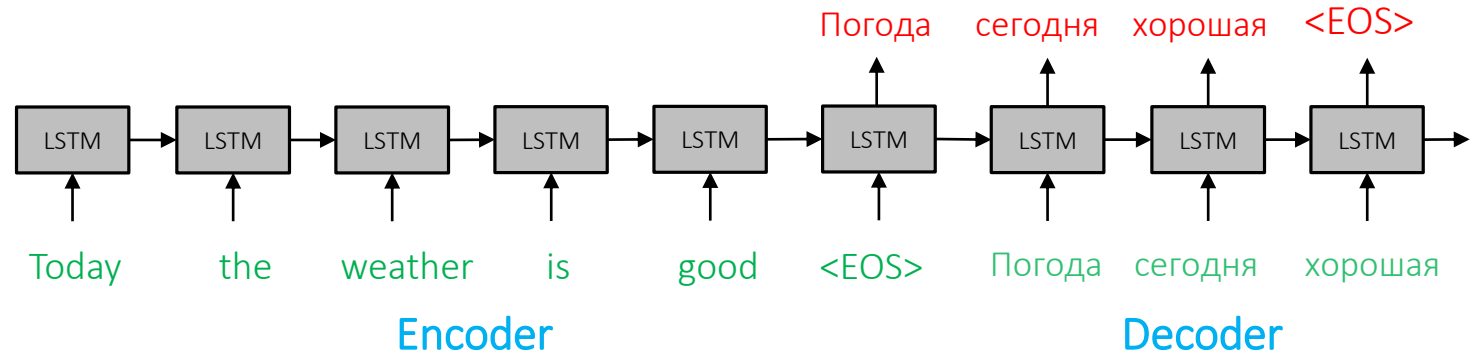 Погода сегодня хорошая <EOS>
LSTM LSTM LSTM LSTM LSTM LSTM LSTM LSTM LSTM
Today the weather is good <EOS> Погода сегодня хорошая
Encoder Decoder